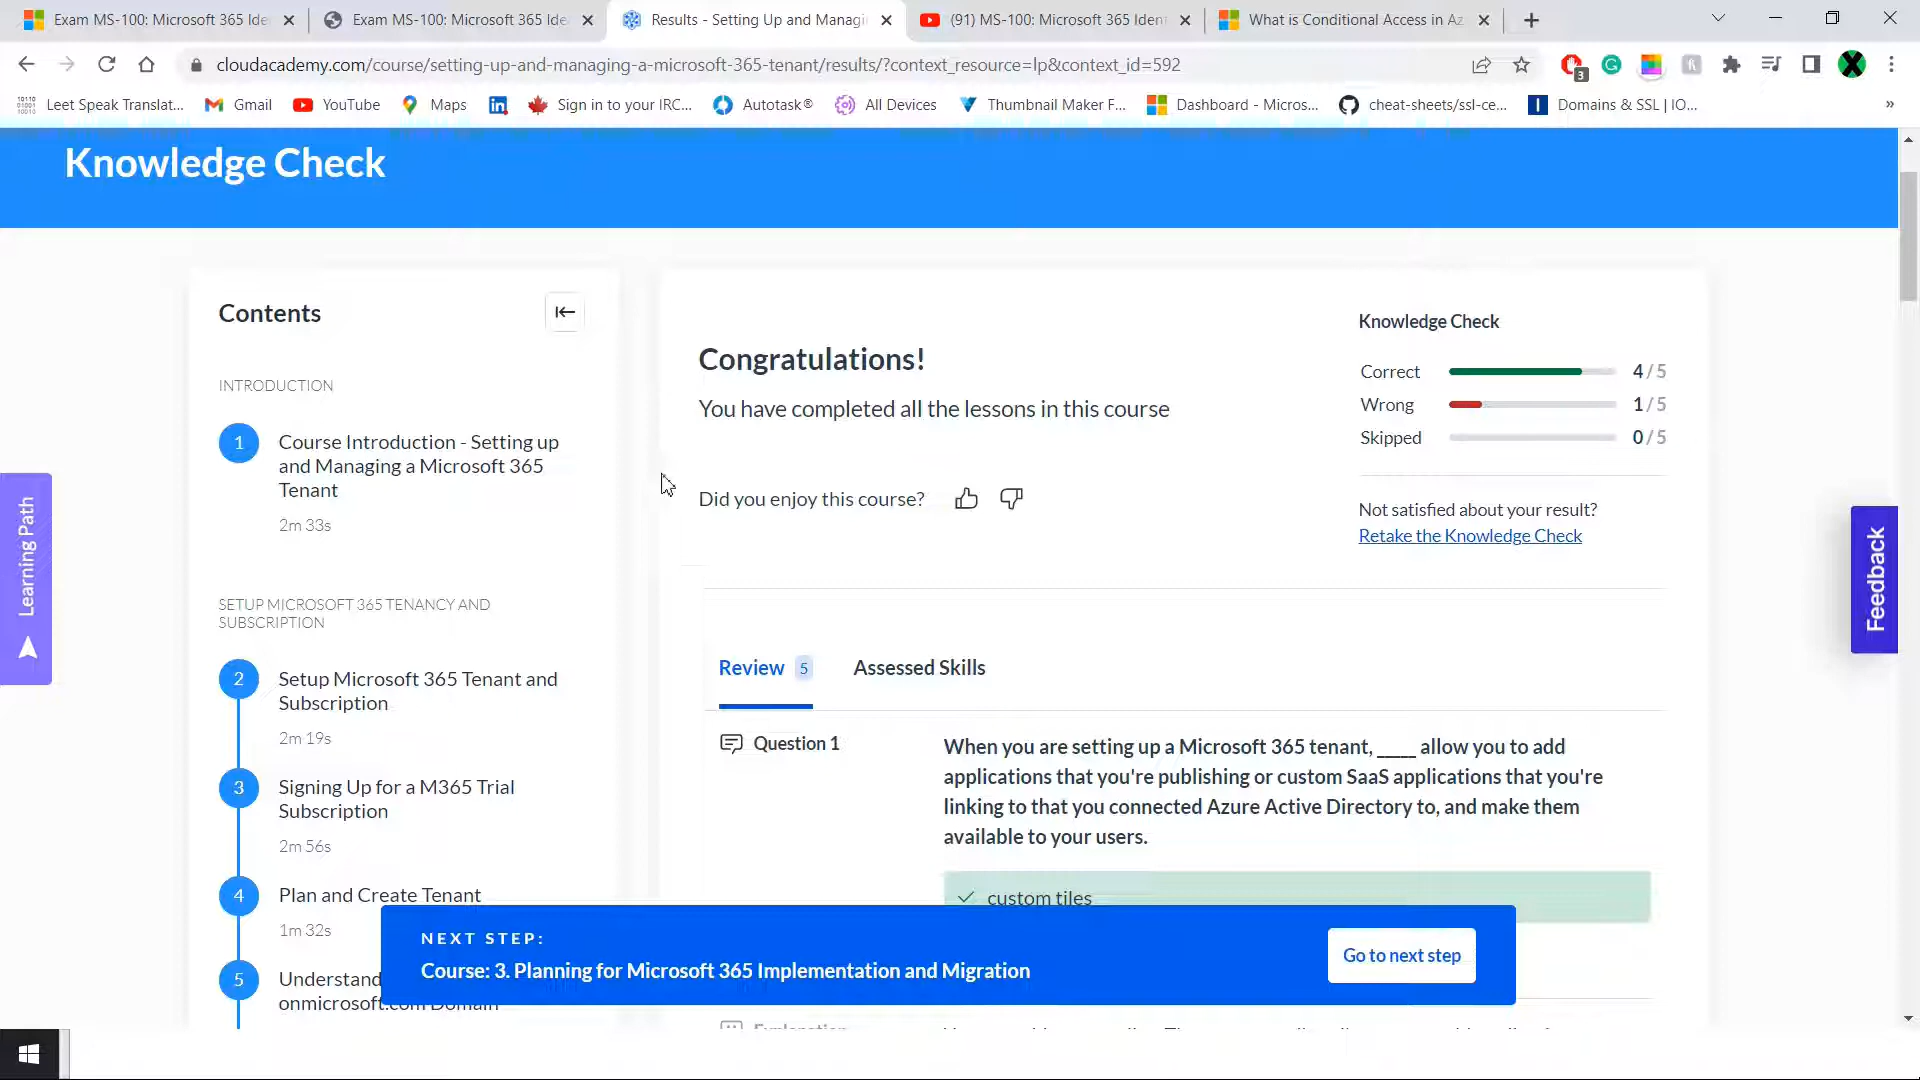 Exam MS-100: Microsoft 365 Ide
Exam MS-100: Microsoft 365 Ide
Results - Setting Up and Managi
(91) MS-100: Microsoft 365 Ident
What is Conditional Access in Az
cloudacademy.com/course/setting-up-and-managing-a-microsoft-365-tenant/results/?context_resource=lp&context_id=592
3
Leet Speak Translat...
Gmail
YouTube
Maps
Sign in to your IRC...
Autotask®
All Devices
Thumbnail Maker F...
Dashboard - Micros...
cheat-sheets/ssl-ce...
Domains & SSL | IO...
»
Knowledge Check
Contents
INTRODUCTION
1
Course Introduction - Setting up
and Managing a Microsoft 365
Tenant
2m 33s
SETUP MICROSOFT 365 TENANCY AND
SUBSCRIPTION
2
Setup Microsoft 365 Tenant and
Subscription
2m 19s
3
Signing Up for a M365 Trial
Subscription
2m 56s
4
Plan and Create Tenant
1m 32s
5
Understand
onmicrosoft.com Domain
Learning Path
Congratulations!
You have completed all the lessons in this course
Did you enjoy this course?
Knowledge Check
Correct 4 / 5
Wrong 1 / 5
Skipped 0 / 5
Not satisfied about your result?
Retake the Knowledge Check
Feedback
Review 5
Assessed Skills
Question 1
When you are setting up a Microsoft 365 tenant, _____ allow you to add
applications that you're publishing or custom SaaS applications that you're
linking to that you connected Azure Active Directory to, and make them
available to your users.
custom tiles
NEXT STEP:
Course: 3. Planning for Microsoft 365 Implementation and Migration
Go to next step
Explanation